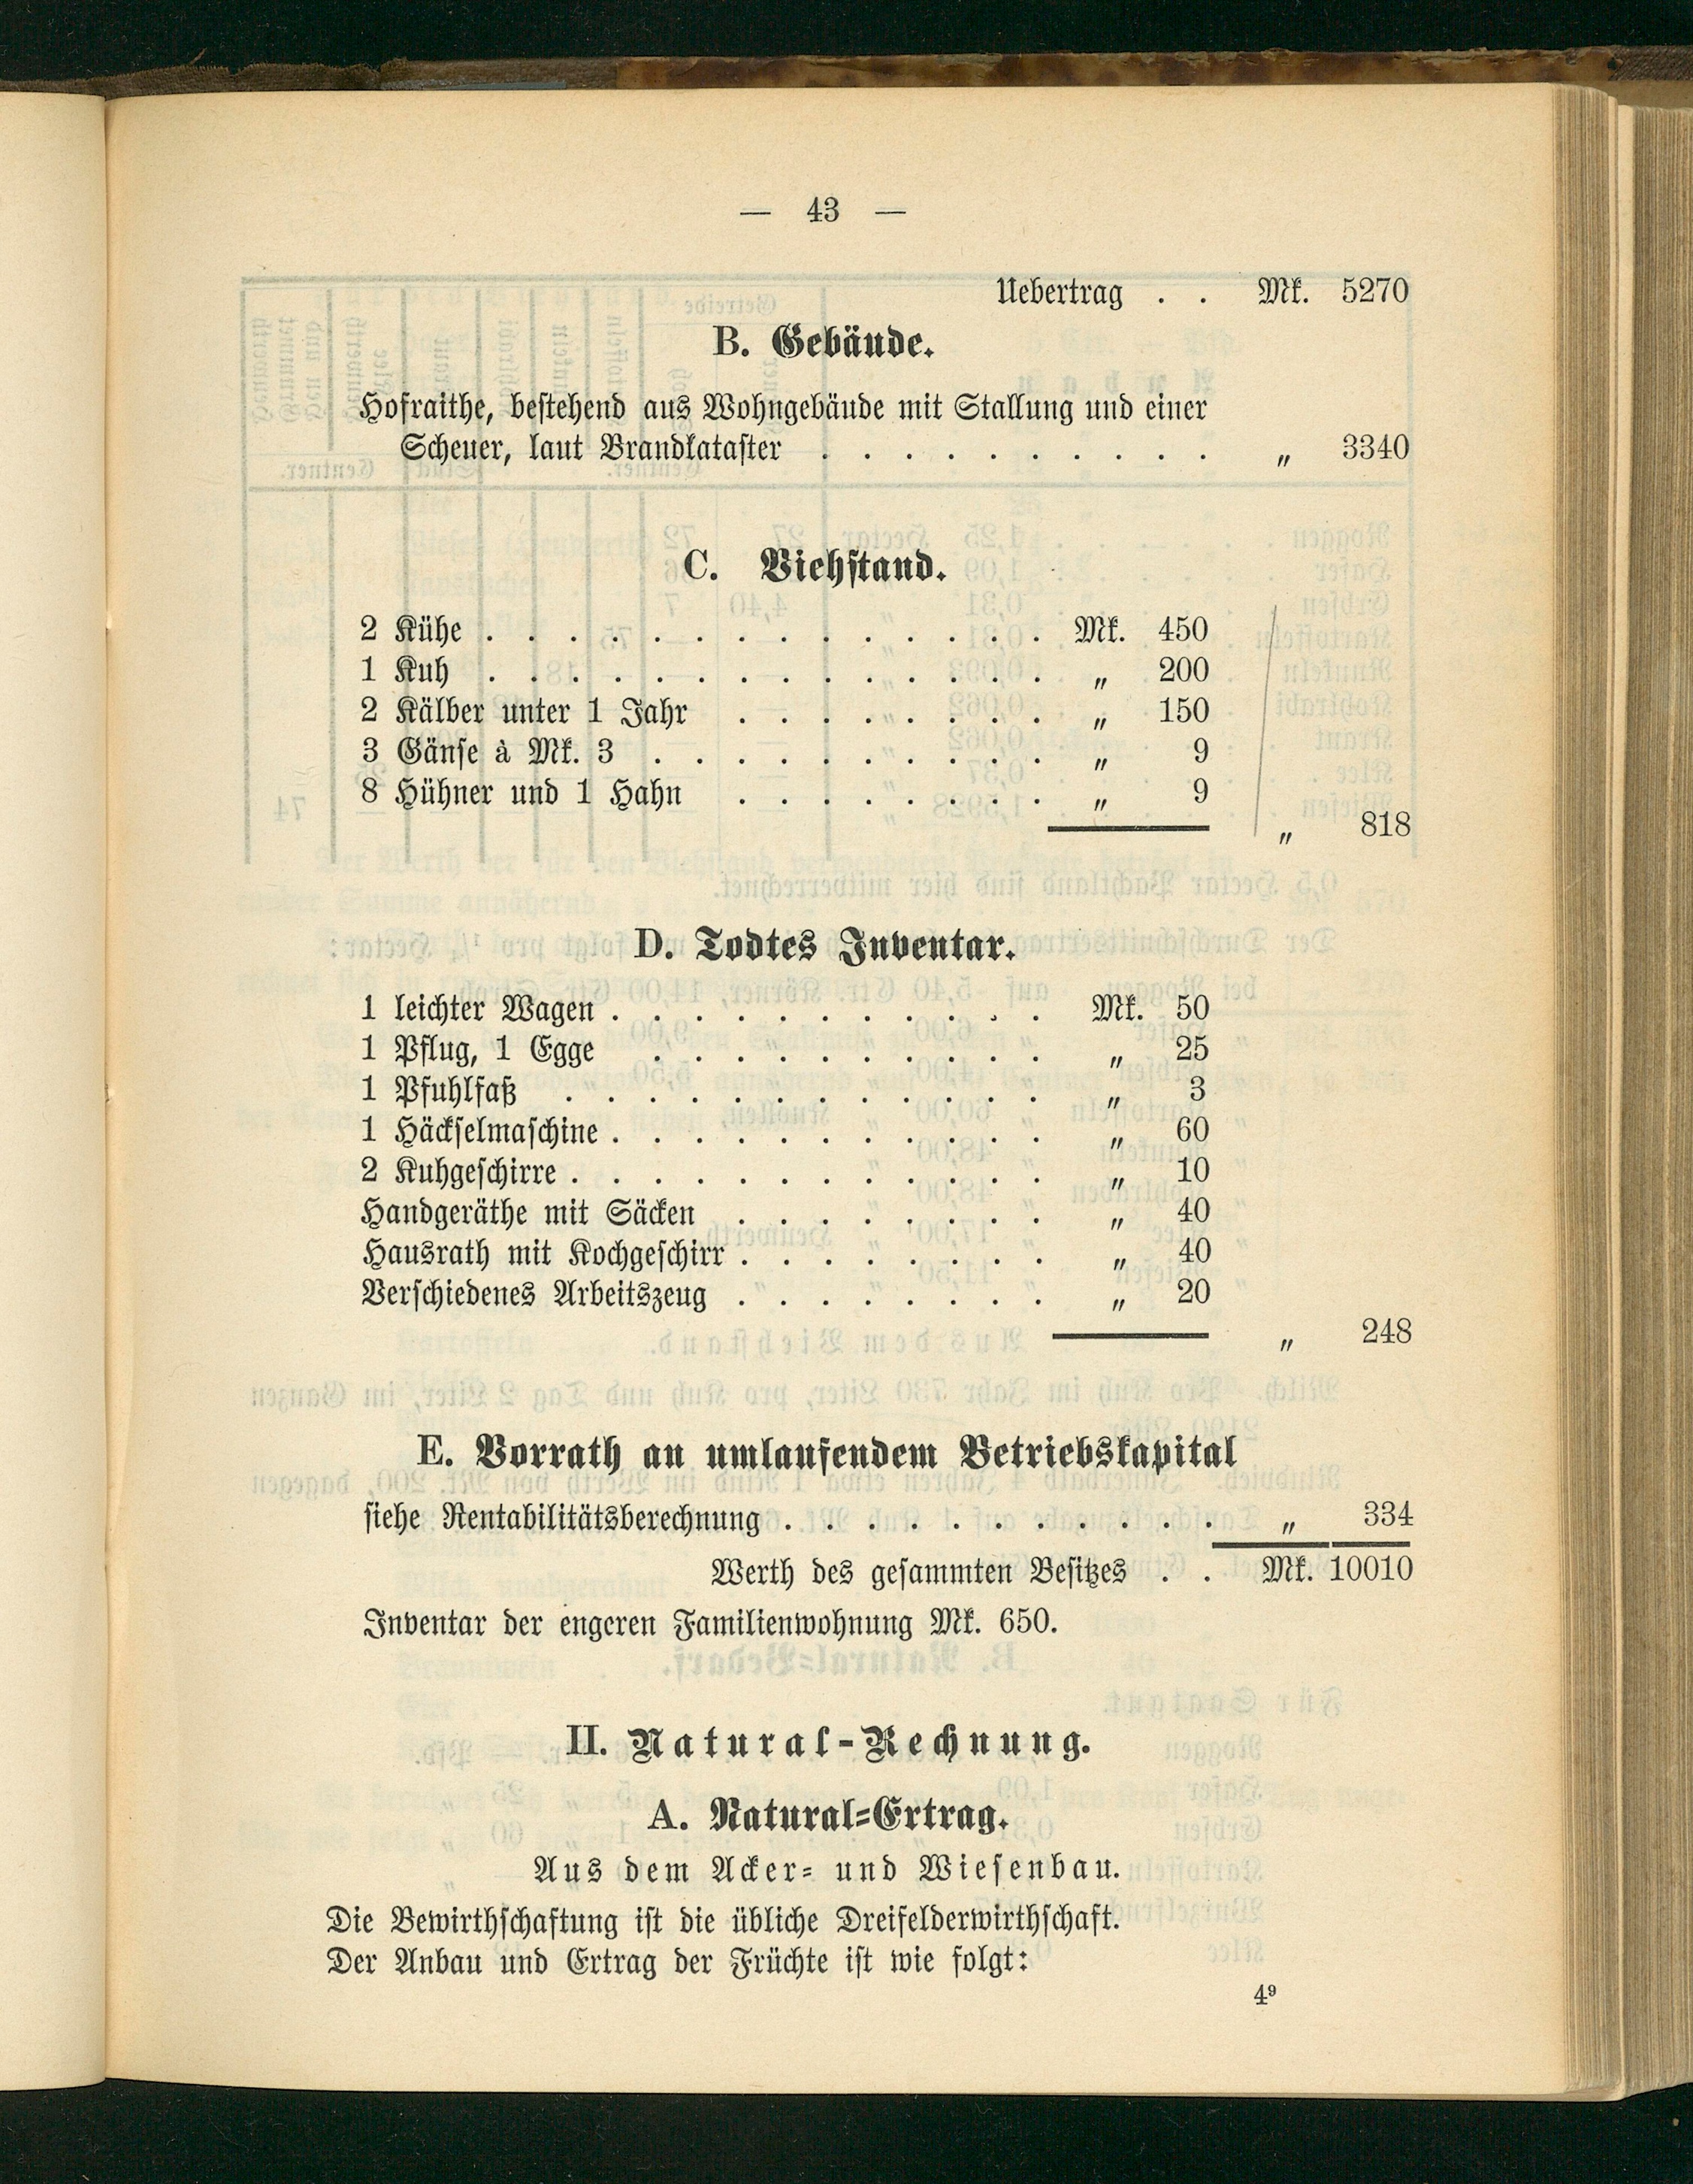 — 43 —
Uebertrag . . Mk. 5270
B. Gebäude.
Hofraithe, bestehend aus Wohngebäude mit Stallung und einer
Scheuer, laut Brandkataster . . . . . . . . . . „ 3340
C. Viehstand.
2 Kühe . . . . . . . . . . . . . . Mk. 450
1 Kuh . . . . . . . . . . . . . . „ 200
2 Kälber unter 1 Jahr . . . . . . . . „ 150
3 Gänse à Mk. 3 . . . . . . . . . . „ 9
8 Hühner und 1 Hahn . . . . . . . . „ 9
„ 818
D. Todtes Inventar.
1 leichter Wagen . . . . . . . . . . . Mk. 50
1 Pflug, 1 Egge . . . . . . . . . . „ 25
1 Pfuhlfaß . . . . . . . . . . . . „ 3
1 Häckselmaschine . . . . . . . . . . . „ 60
2 Kuhgeschirre . . . . . . . . . . . . „ 10
Handgeräthe mit Säcken . . . . . . . . „ 40
Hausrath mit Kochgeschirr . . . . . . . . „ 40
Verschiedenes Arbeitszeug . . . . . . . . „ 20
„ 248
E. Vorrath an umlaufendem Betriebskapital
siehe Rentabilitätsberechnung . . . . . . . . . . . „ 334
Werth des gesammten Besitzes . . Mk. 10010
Inventar der engeren Familienwohnung Mk. 650.
II. Natural-Rechnung.
A. Natural-Ertrag.
Aus dem Acker- und Wiesenbau.
Die Bewirthschaftung ist die übliche Dreifelderwirthschaft.
Der Anbau und Ertrag der Früchte ist wie folgt:
4⁹